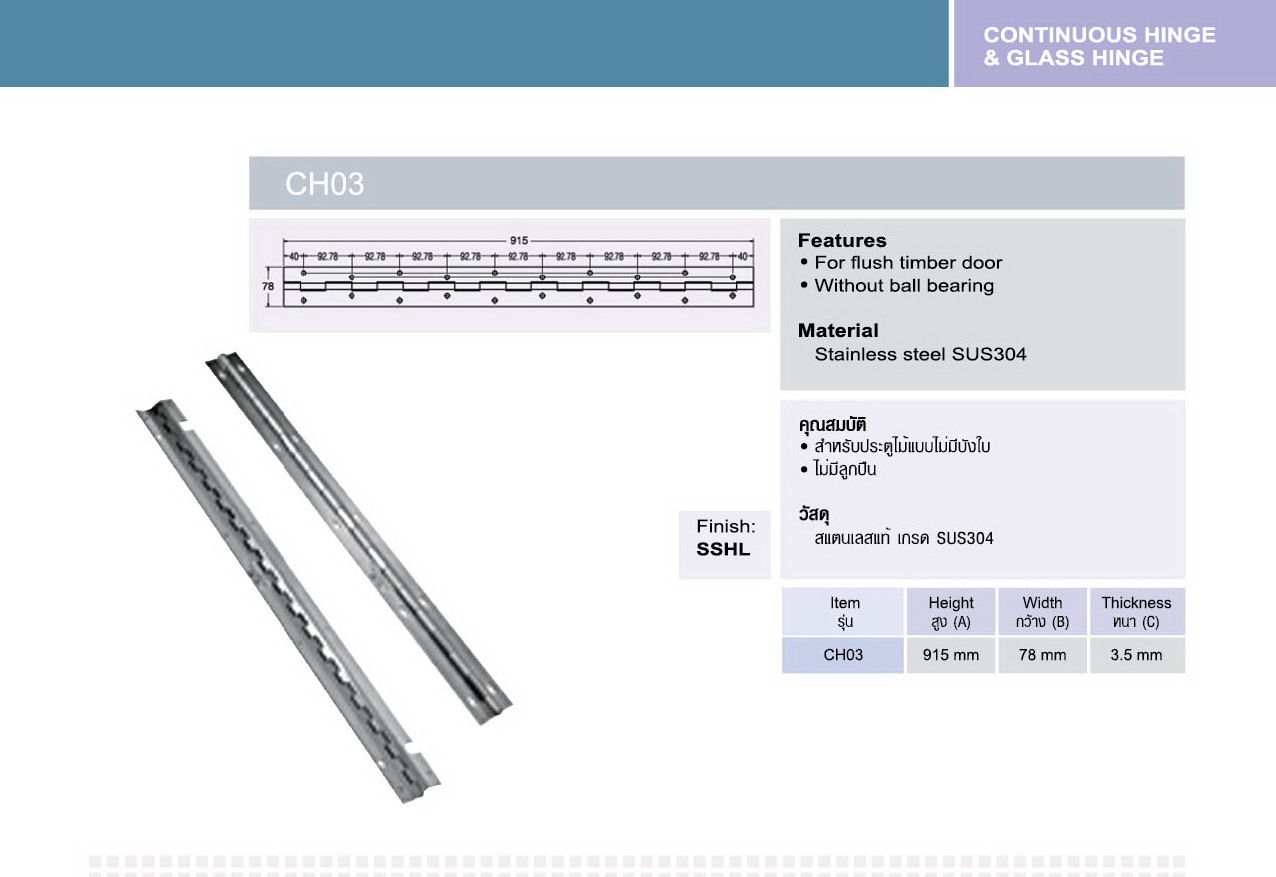 CONTINUOUS HINGE
& GLASS HINGE
CH03
915
40 92.78 92.78 92.78 92.78 92.78 92.78 92.78 92.78 92.78 40
78
Features
• For flush timber door
• Without ball bearing
Material
Stainless steel SUS304
คุณสมบัติ
• สำหรับประตูไม้แบบไม่มีบังใบ
• ไม่มีลูกปืน
วัสดุ
สแตนเลสแท้ เกรด SUS304
Finish:
SSHL
Item Height Width Thickness
รุ่น สูง (A) กว้าง (B) หนา (C)
CH03 915 mm 78 mm 3.5 mm